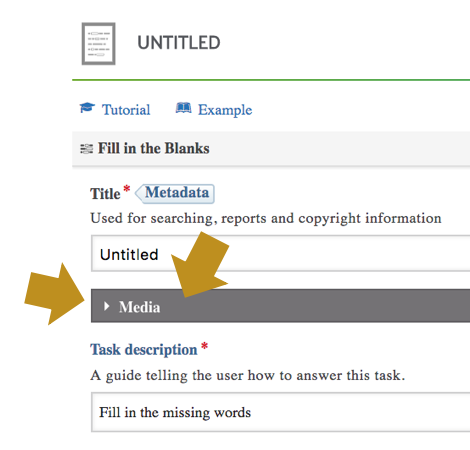 UNTITLED
Tutorial Example
Fill in the Blanks
Title * Metadata
Used for searching, reports and copyright information
Untitled
Media
Task description *
A guide telling the user how to answer this task.
Fill in the missing words